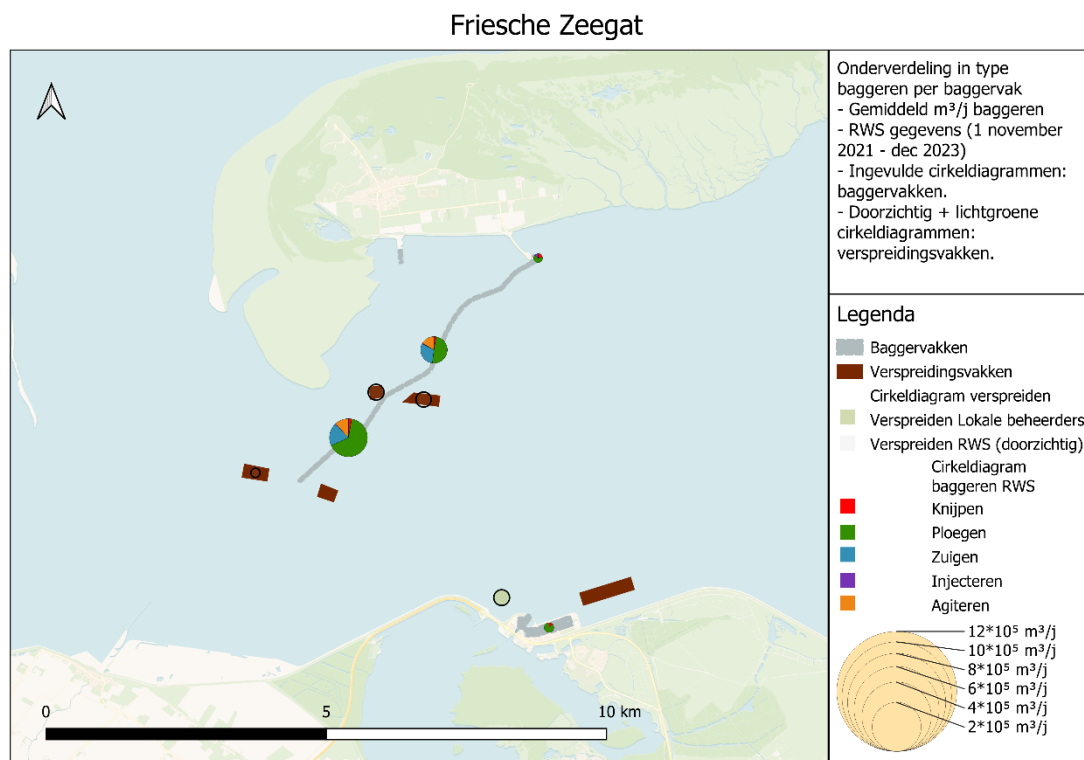 Friesche Zeegat
Onderverdeling in type
baggeren per baggervak
- Gemiddeld m³/j baggeren
- RWS gegevens (1 november
2021 - dec 2023)
- Ingevulde cirkeldiagrammen:
baggervakken.
- Doorzichtig + lichtgroene
cirkeldiagrammen:
verspreidingsvakken.
Legenda
Baggervakken
Verspreidingsvakken
Cirkeldiagram verspreiden
Verspreiden Lokale beheerders
Verspreiden RWS (doorzichtig)
Cirkeldiagram
baggeren RWS
Knijpen
Ploegen
Zuigen
Injecteren
Agiteren
12*10⁵ m³/j
10*10⁵ m³/j
8*10⁵ m³/j
6*10⁵ m³/j
4*10⁵ m³/j
2*10⁵ m³/j
0 5 10 km